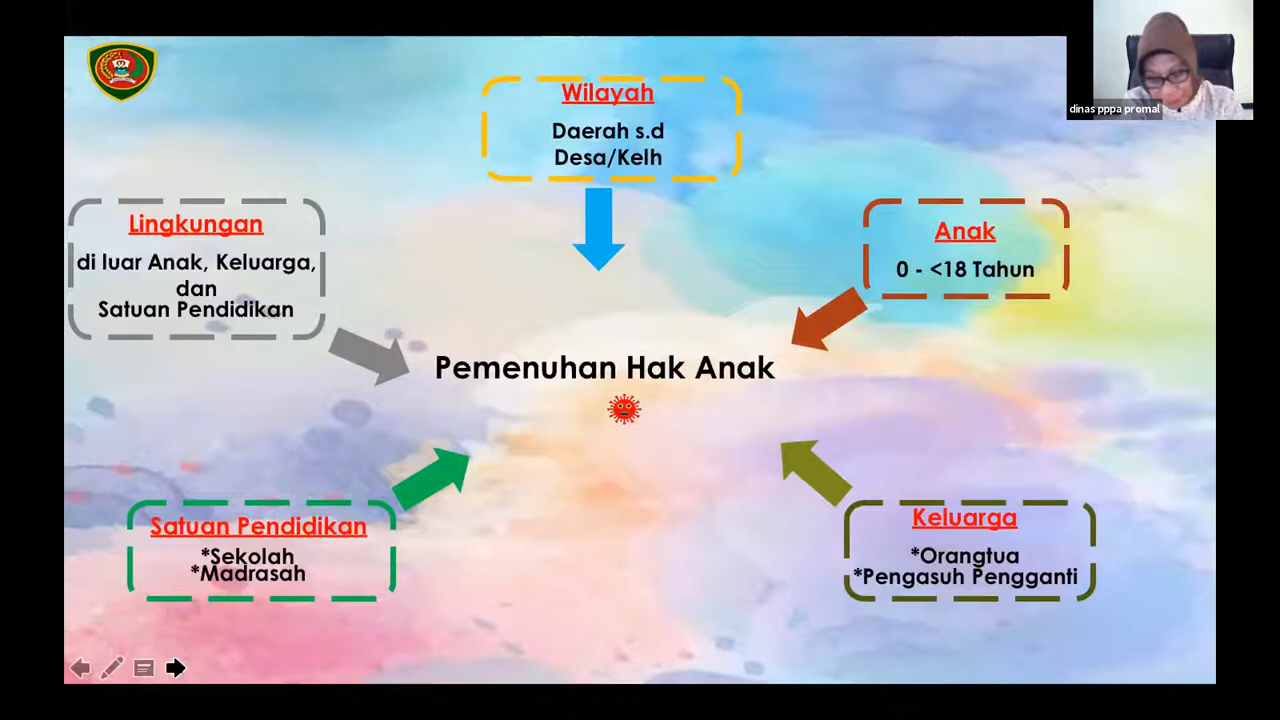 dinas pppa promal
Wilayah
Daerah s.d
Desa/Kelh
Lingkungan
di luar Anak, Keluarga,
dan
Satuan Pendidikan
Anak
0 - <18 Tahun
Pemenuhan Hak Anak
Satuan Pendidikan
*Sekolah
*Madrasah
Keluarga
*Orangtua
*Pengasuh Pengganti